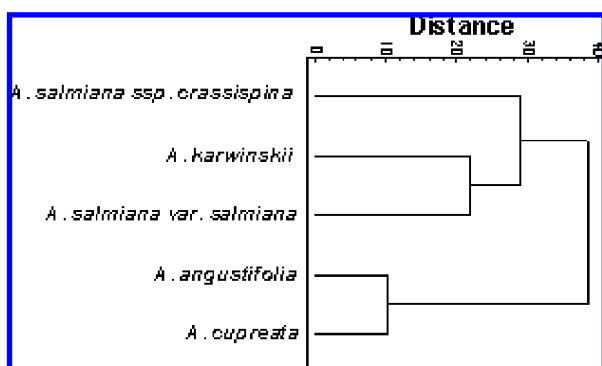 Distance
0 10 20 30 40
A. salmiana ssp. crassispina
A. karwinskii
A. salmiana var. salmiana
A. angustifolia
A. cupreata